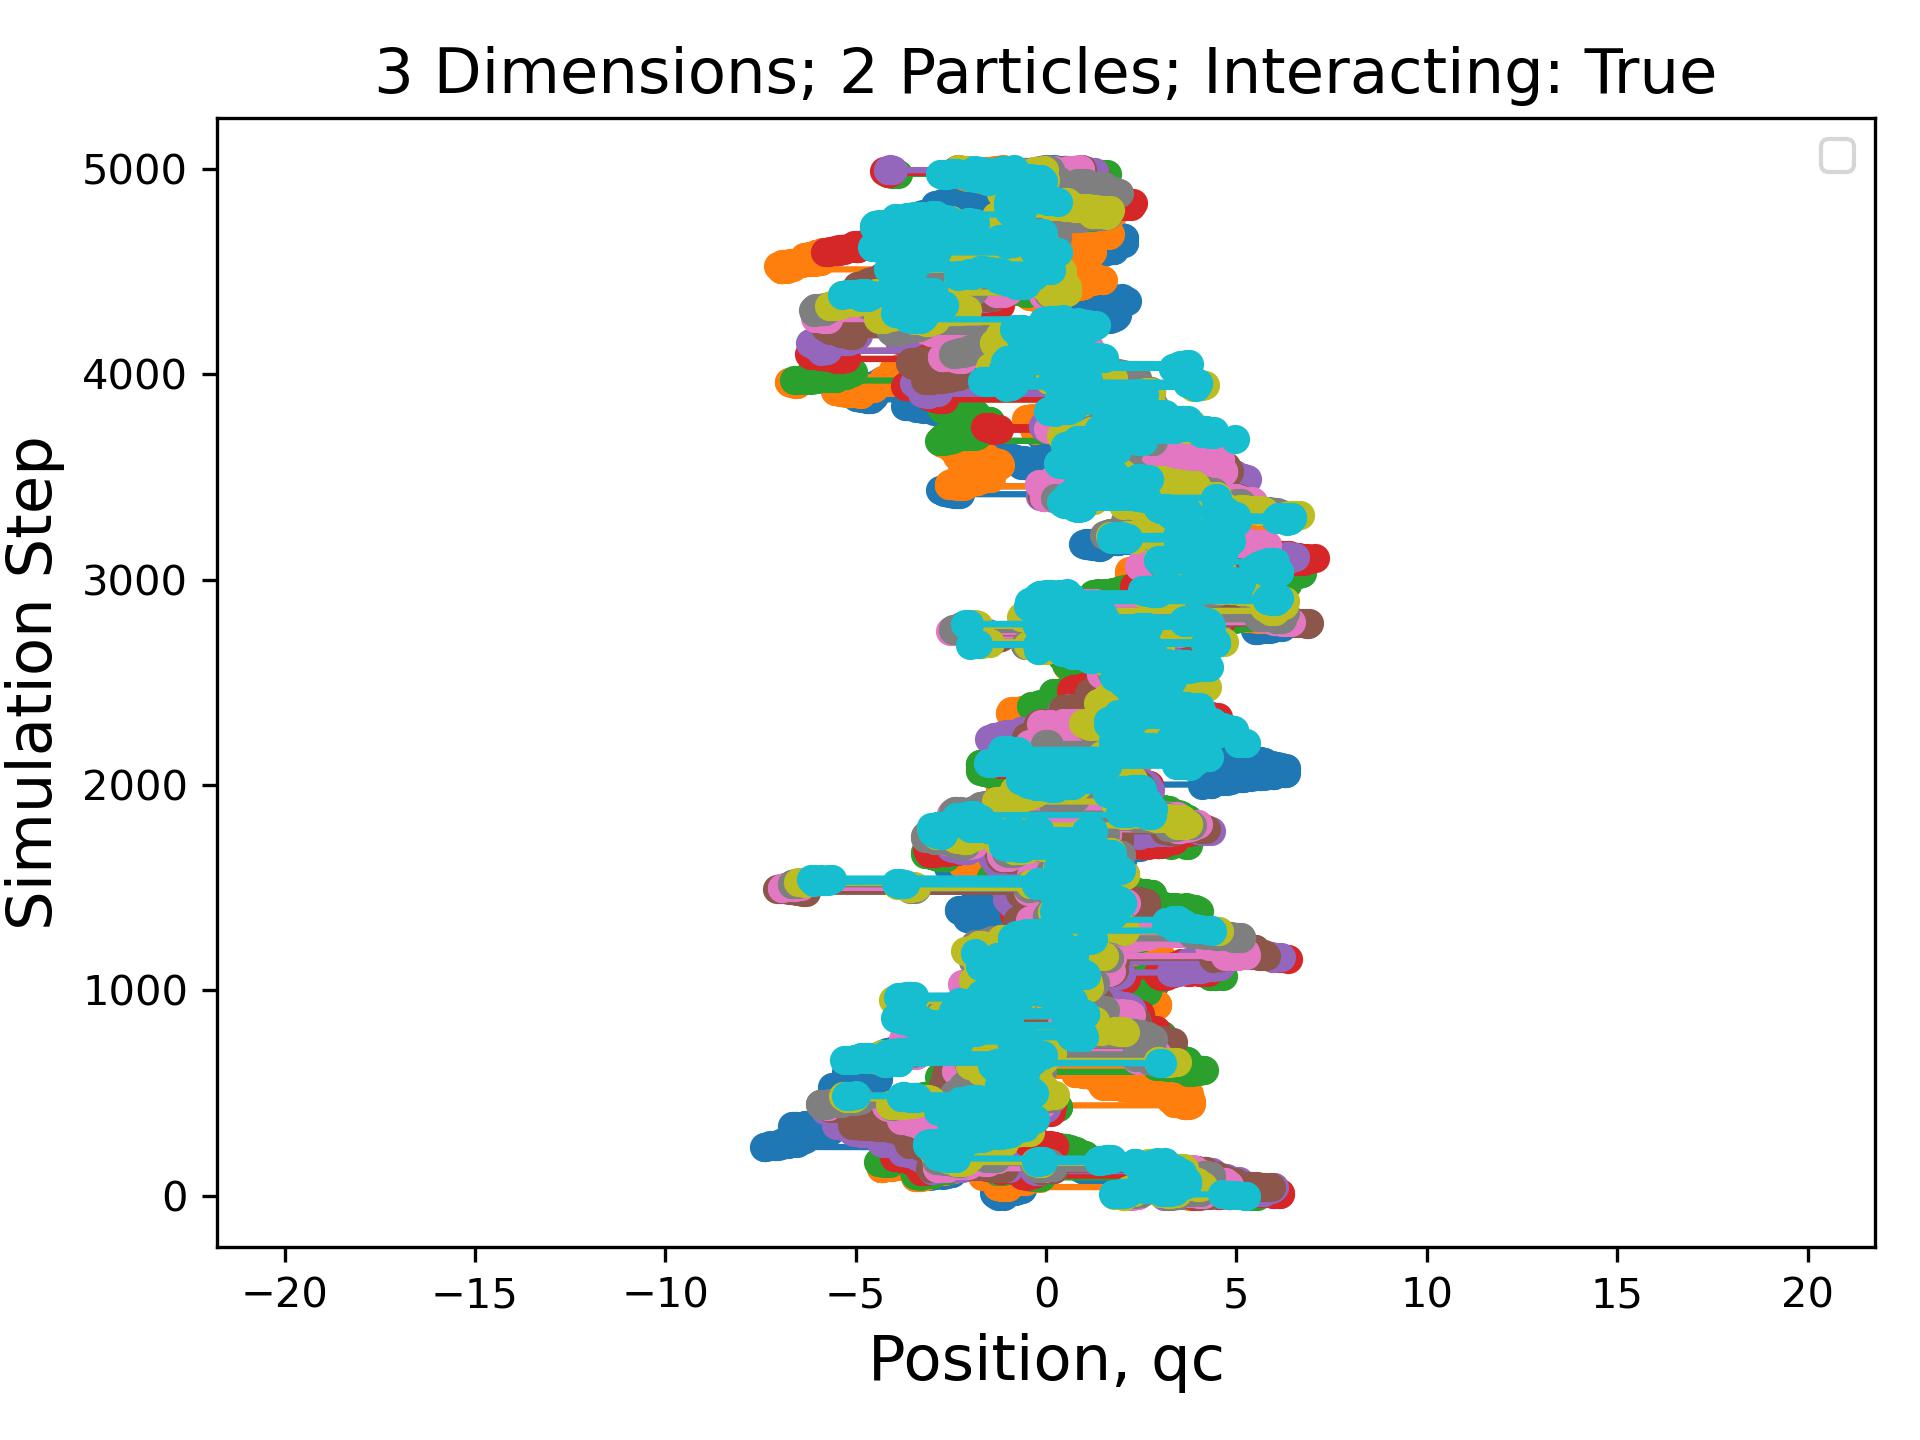 3 Dimensions; 2 Particles; Interacting: True
Simulation Step
5000
4000
3000
2000
1000
0
−20 −15 −10 −5 0 5 10 15 20
Position, qc